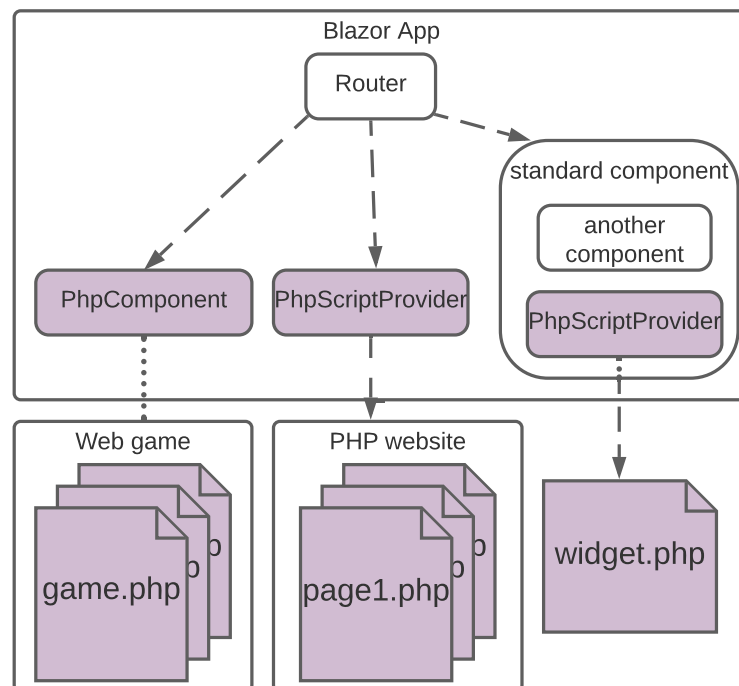 Blazor App
Router
standard component
another
component
PhpComponent
PhpScriptProvider
PhpScriptProvider
Web game
PHP website
game.php
p
p
page1.php
p
p
widget.php